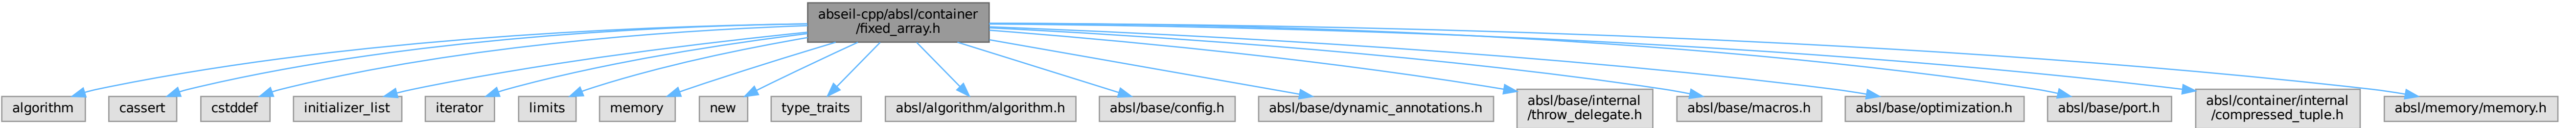 abseil-cpp/absl/container
/fixed_array.h
algorithm
cassert
cstddef
initializer_list
iterator
limits
memory
new
type_traits
absl/algorithm/algorithm.h
absl/base/config.h
absl/base/dynamic_annotations.h
absl/base/internal
/throw_delegate.h
absl/base/macros.h
absl/base/optimization.h
absl/base/port.h
absl/container/internal
/compressed_tuple.h
absl/memory/memory.h